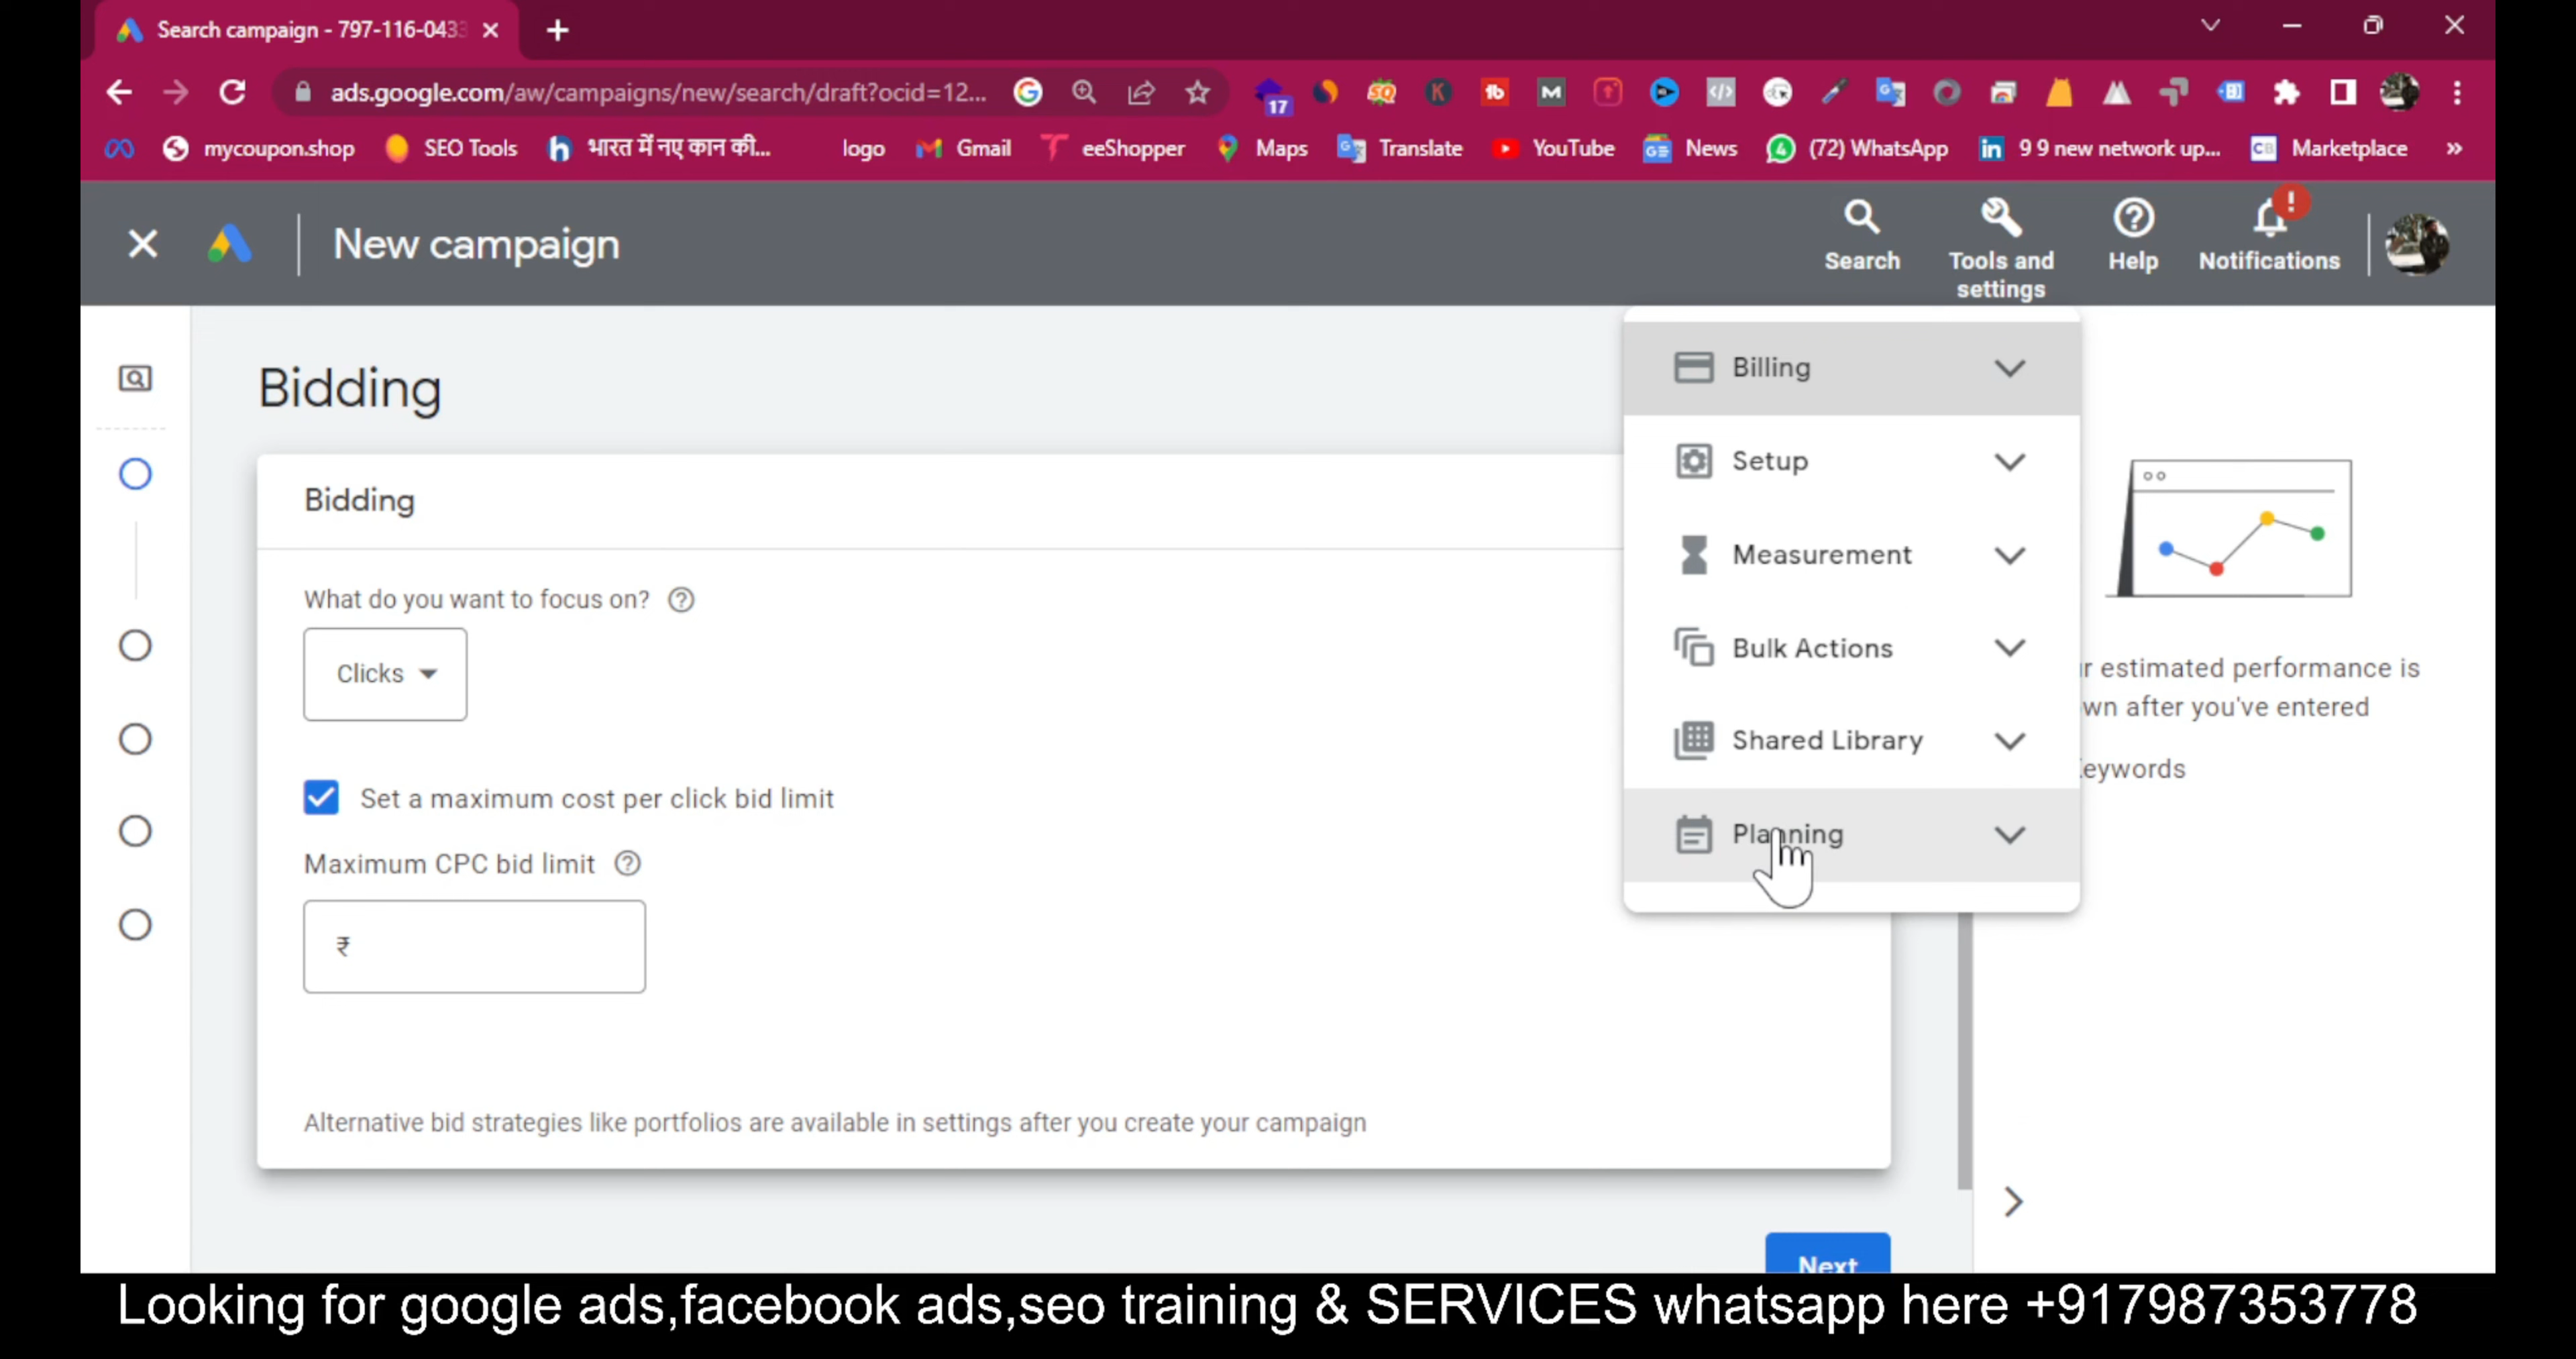 Search campaign - 797-116-0433
ads.google.com/aw/campaigns/new/search/draft?ocid=12...
17
mycoupon.shop SEO Tools भारत में नए कान की... logo Gmail eeShopper Maps Translate YouTube News (72) WhatsApp 9 9 new network up... Marketplace »
New campaign
Search
Tools and settings
Help
Notifications
Bidding
Bidding
What do you want to focus on?
Clicks
Set a maximum cost per click bid limit
Maximum CPC bid limit
₹
Alternative bid strategies like portfolios are available in settings after you create your campaign
Next
Billing
Setup
Measurement
Bulk Actions
Shared Library
Planning
r estimated performance is
wn after you've entered
eywords
Looking for google ads,facebook ads,seo training & SERVICES whatsapp here +917987353778